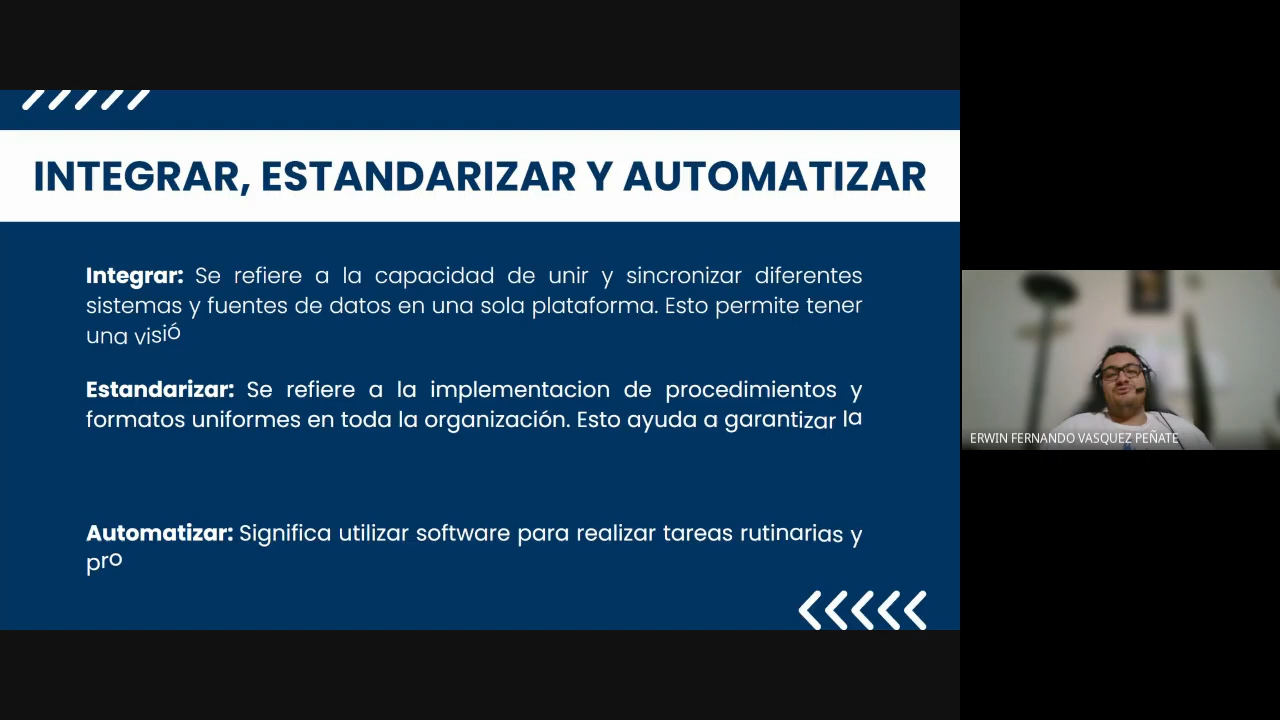 INTEGRAR, ESTANDARIZAR Y AUTOMATIZAR
Integrar: Se refiere a la capacidad de unir y sincronizar diferentes
sistemas y fuentes de datos en una sola plataforma. Esto permite tener
una visió
Estandarizar: Se refiere a la implementacion de procedimientos y
formatos uniformes en toda la organización. Esto ayuda a garantizar la
Automatizar: Significa utilizar software para realizar tareas rutinarias y
pro
ERWIN FERNANDO VASQUEZ PEÑATE